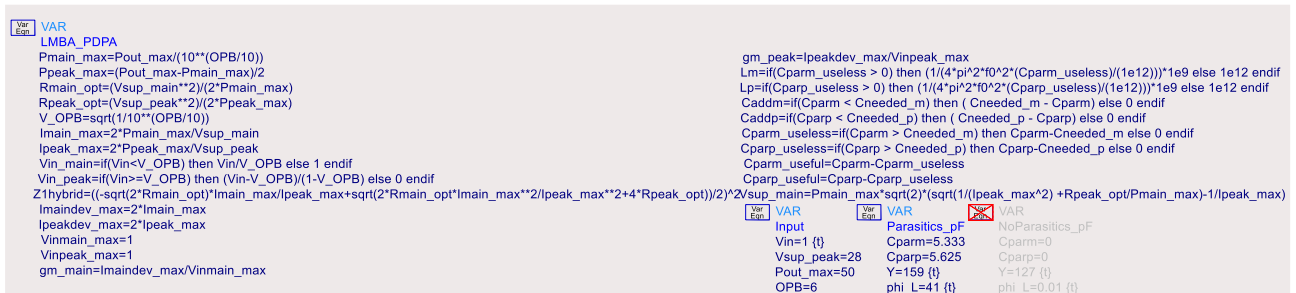 Var
Eqn
VAR
LMBA_PDPA
Pmain_max=Pout_max/(10**(OPB/10))
Ppeak_max=(Pout_max-Pmain_max)/2
Rmain_opt=(Vsup_main**2)/(2*Pmain_max)
Rpeak_opt=(Vsup_peak**2)/(2*Ppeak_max)
V_OPB=sqrt(1/10**(OPB/10))
Imain_max=2*Pmain_max/Vsup_main
Ipeak_max=2*Ppeak_max/Vsup_peak
Vin_main=if(Vin<V_OPB) then Vin/V_OPB else 1 endif
Vin_peak=if(Vin>=V_OPB) then (Vin-V_OPB)/(1-V_OPB) else 0 endif
Z1hybrid=((-sqrt(2*Rmain_opt)*Imain_max/Ipeak_max+sqrt(2*Rmain_opt*Imain_max**2/Ipeak_max**2+4*Rpeak_opt))/2)^2
Imaindev_max=2*Imain_max
Ipeakdev_max=2*Ipeak_max
Vinmain_max=1
Vinpeak_max=1
gm_main=Imaindev_max/Vinmain_max
gm_peak=Ipeakdev_max/Vinpeak_max
Lm=if(Cparm_useless > 0) then (1/(4*pi^2*f0^2*(Cparm_useless)/(1e12)))*1e9 else 1e12 endif
Lp=if(Cparp_useless > 0) then (1/(4*pi^2*f0^2*(Cparp_useless)/(1e12)))*1e9 else 1e12 endif
Caddm=if(Cparm < Cneeded_m) then ( Cneeded_m - Cparm) else 0 endif
Caddp=if(Cparp < Cneeded_p) then ( Cneeded_p - Cparp) else 0 endif
Cparm_useless=if(Cparm > Cneeded_m) then Cparm-Cneeded_m else 0 endif
Cparp_useless=if(Cparp > Cneeded_p) then Cparp-Cneeded_p else 0 endif
Cparm_useful=Cparm-Cparm_useless
Cparp_useful=Cparp-Cparp_useless
Vsup_main=Pmain_max*sqrt(2)*(sqrt(1/(Ipeak_max^2) +Rpeak_opt/Pmain_max)-1/Ipeak_max)
Var
Eqn
VAR
Input
Vin=1 {t}
Vsup_peak=28
Pout_max=50
OPB=6
Var
Eqn
VAR
Parasitics_pF
Cparm=5.333
Cparp=5.625
Y=159 {t}
phi_L=41 {t}
Var
Eqn
VAR
NoParasitics_pF
Cparm=0
Cparp=0
Y=127 {t}
phi_L=0.01 {t}